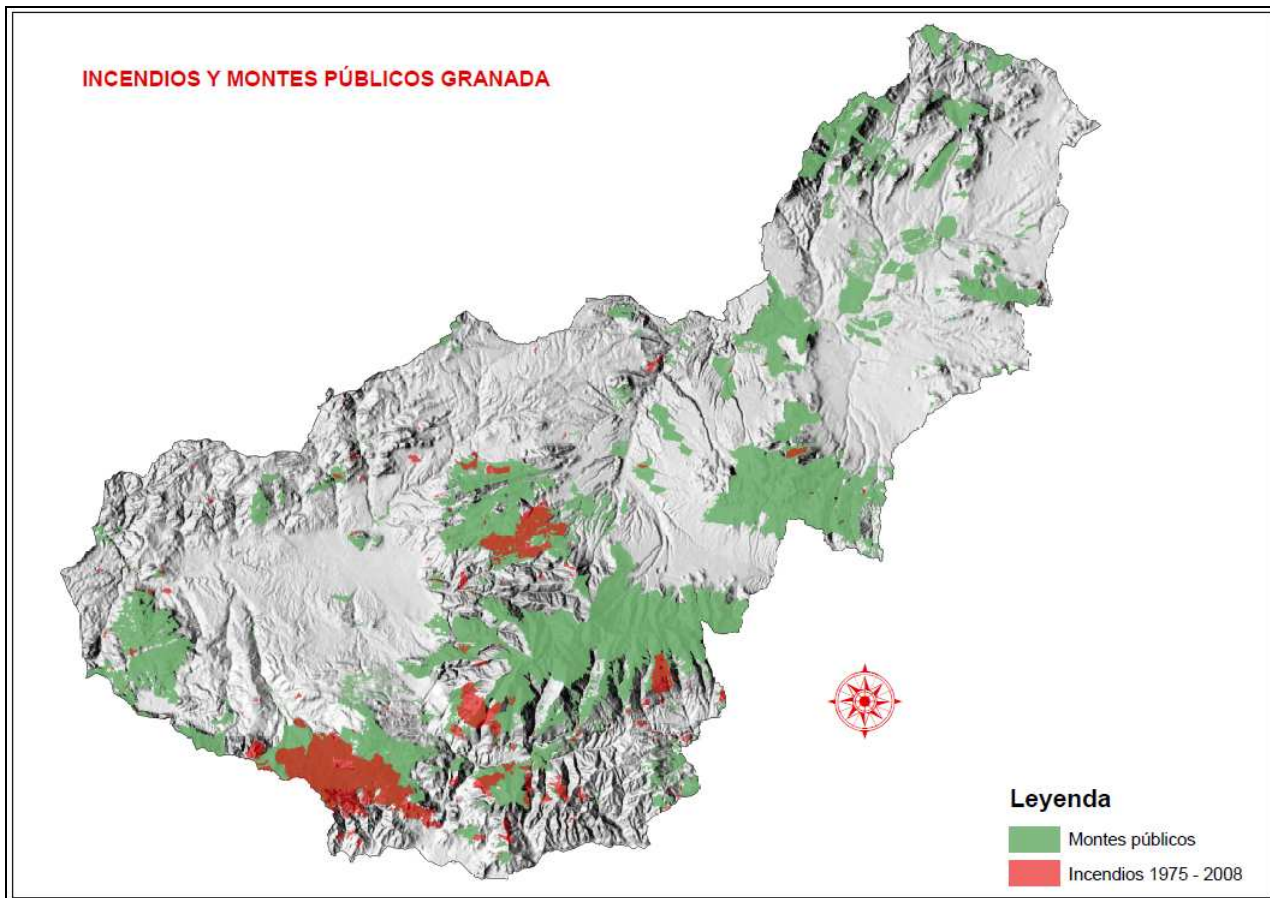 INCENDIOS Y MONTES PÚBLICOS GRANADA
Leyenda
Montes públicos
Incendios 1975 - 2008